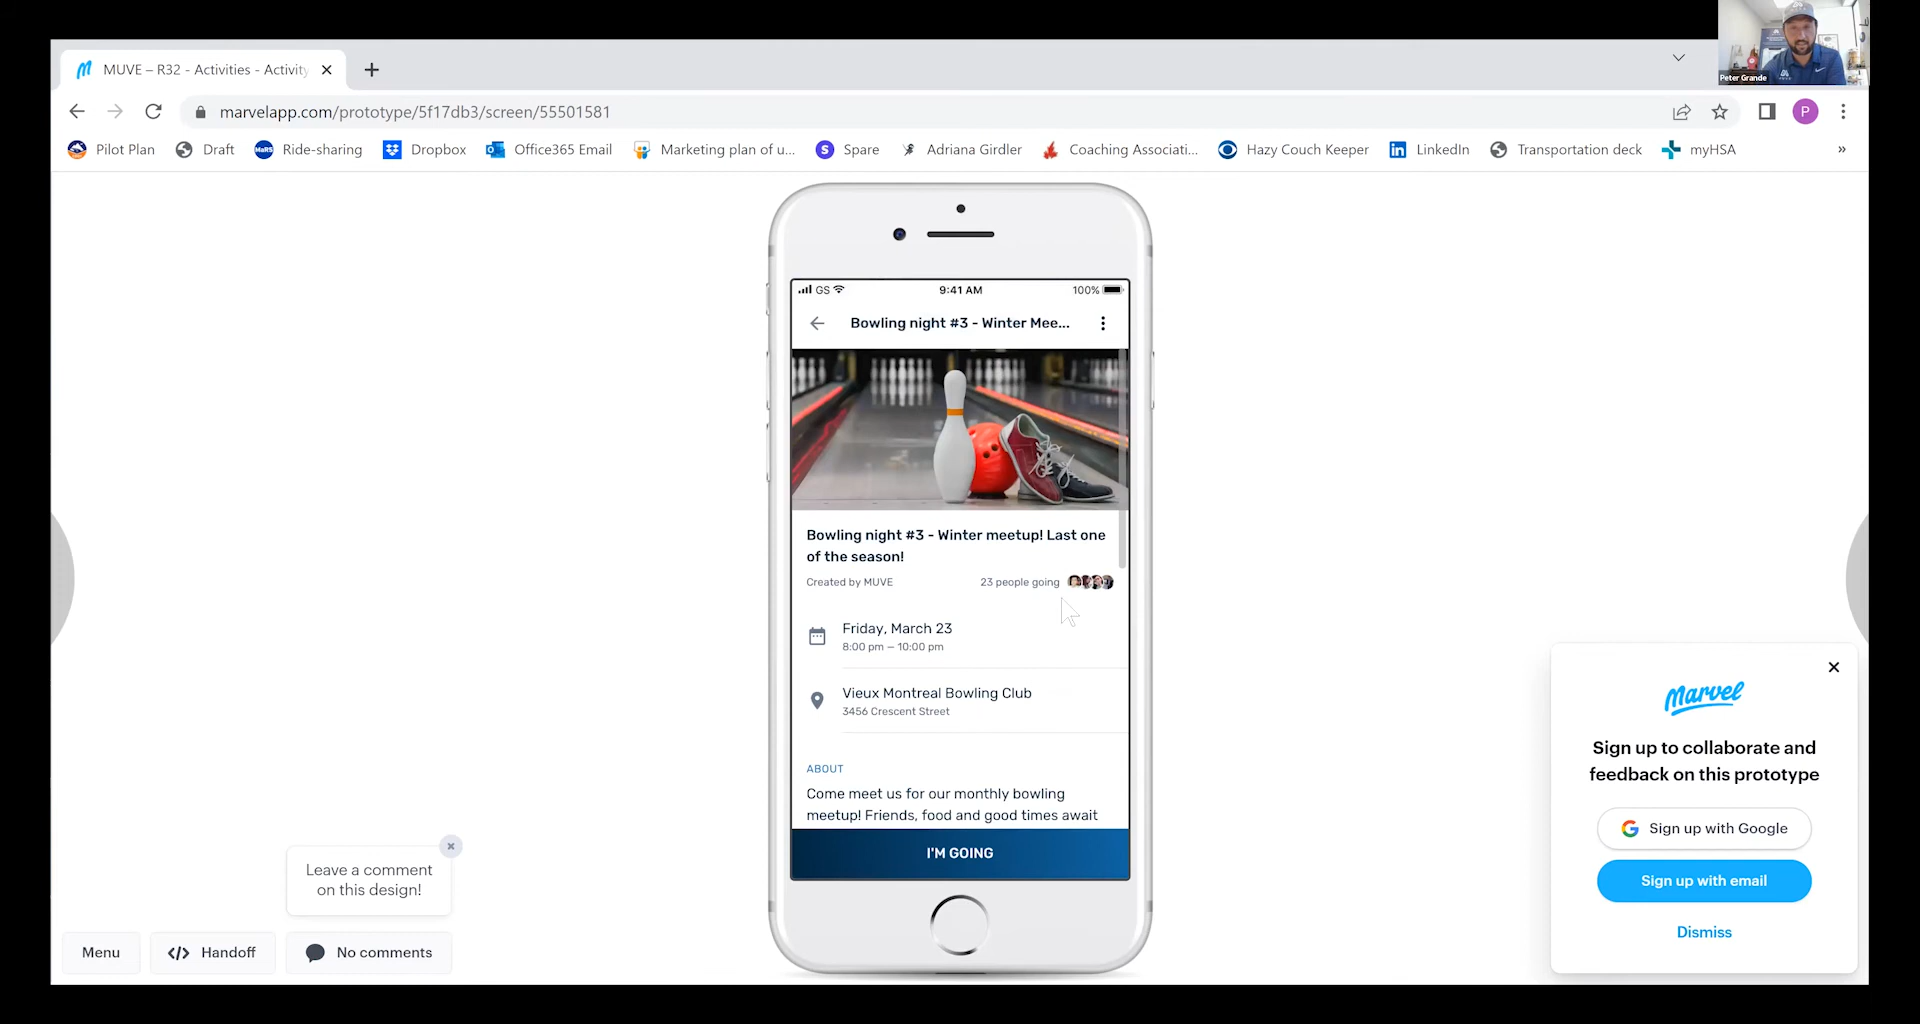 Peter Grande
MUVE – R32 - Activities - Activity
marvelapp.com/prototype/5f17db3/screen/55501581
P
Pilot Plan
Draft
MaRS
Ride-sharing
Dropbox
Office365 Email
Marketing plan of u...
S
Spare
Adriana Girdler
Coaching Associati...
Hazy Couch Keeper
in
LinkedIn
Transportation deck
myHSA
»
GS
9:41 AM
100%
Bowling night #3 - Winter Mee...
Bowling night #3 - Winter meetup! Last one
of the season!
Created by MUVE
23 people going
Friday, March 23
8:00 pm — 10:00 pm
Vieux Montreal Bowling Club
3456 Crescent Street
ABOUT
Come meet us for our monthly bowling
meetup! Friends, food and good times await
I'M GOING
Leave a comment
on this design!
Menu
</> Handoff
No comments
Marvel
Sign up to collaborate and
feedback on this prototype
Sign up with Google
Sign up with email
Dismiss